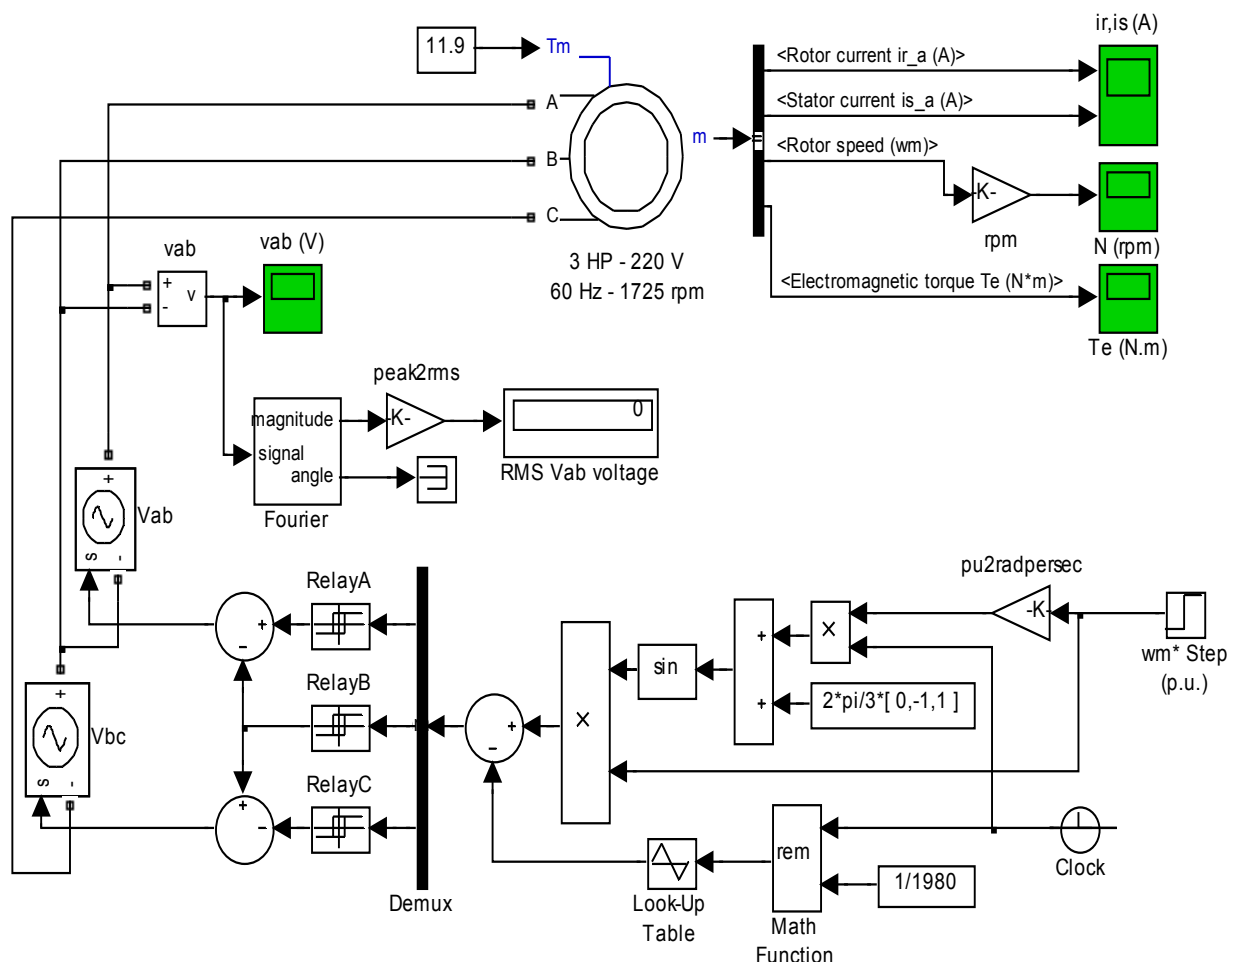 ir,is (A)
11.9
Tm
<Rotor current ir_a (A)>
A
<Stator current is_a (A)>
m
=
<Rotor speed (wm)>
B
-K-
C
rpm
N (rpm)
vab
vab (V)
3 HP - 220 V
60 Hz - 1725 rpm
<Electromagnetic torque Te (N*m)>
+
-
v
Te (N.m)
peak2rms
magnitude
-K-
0
signal
angle
RMS Vab voltage
Fourier
+
Vab
s
-
RelayA
pu2radpersec
+
-
+
×
-K-
sin
wm* Step
(p.u.)
RelayB
+
2*pi/3*[ 0,-1,1 ]
+
Vbc
s
-
+
-
×
RelayC
+
-
rem
Clock
1/1980
Demux
Look-Up
Table
Math
Function